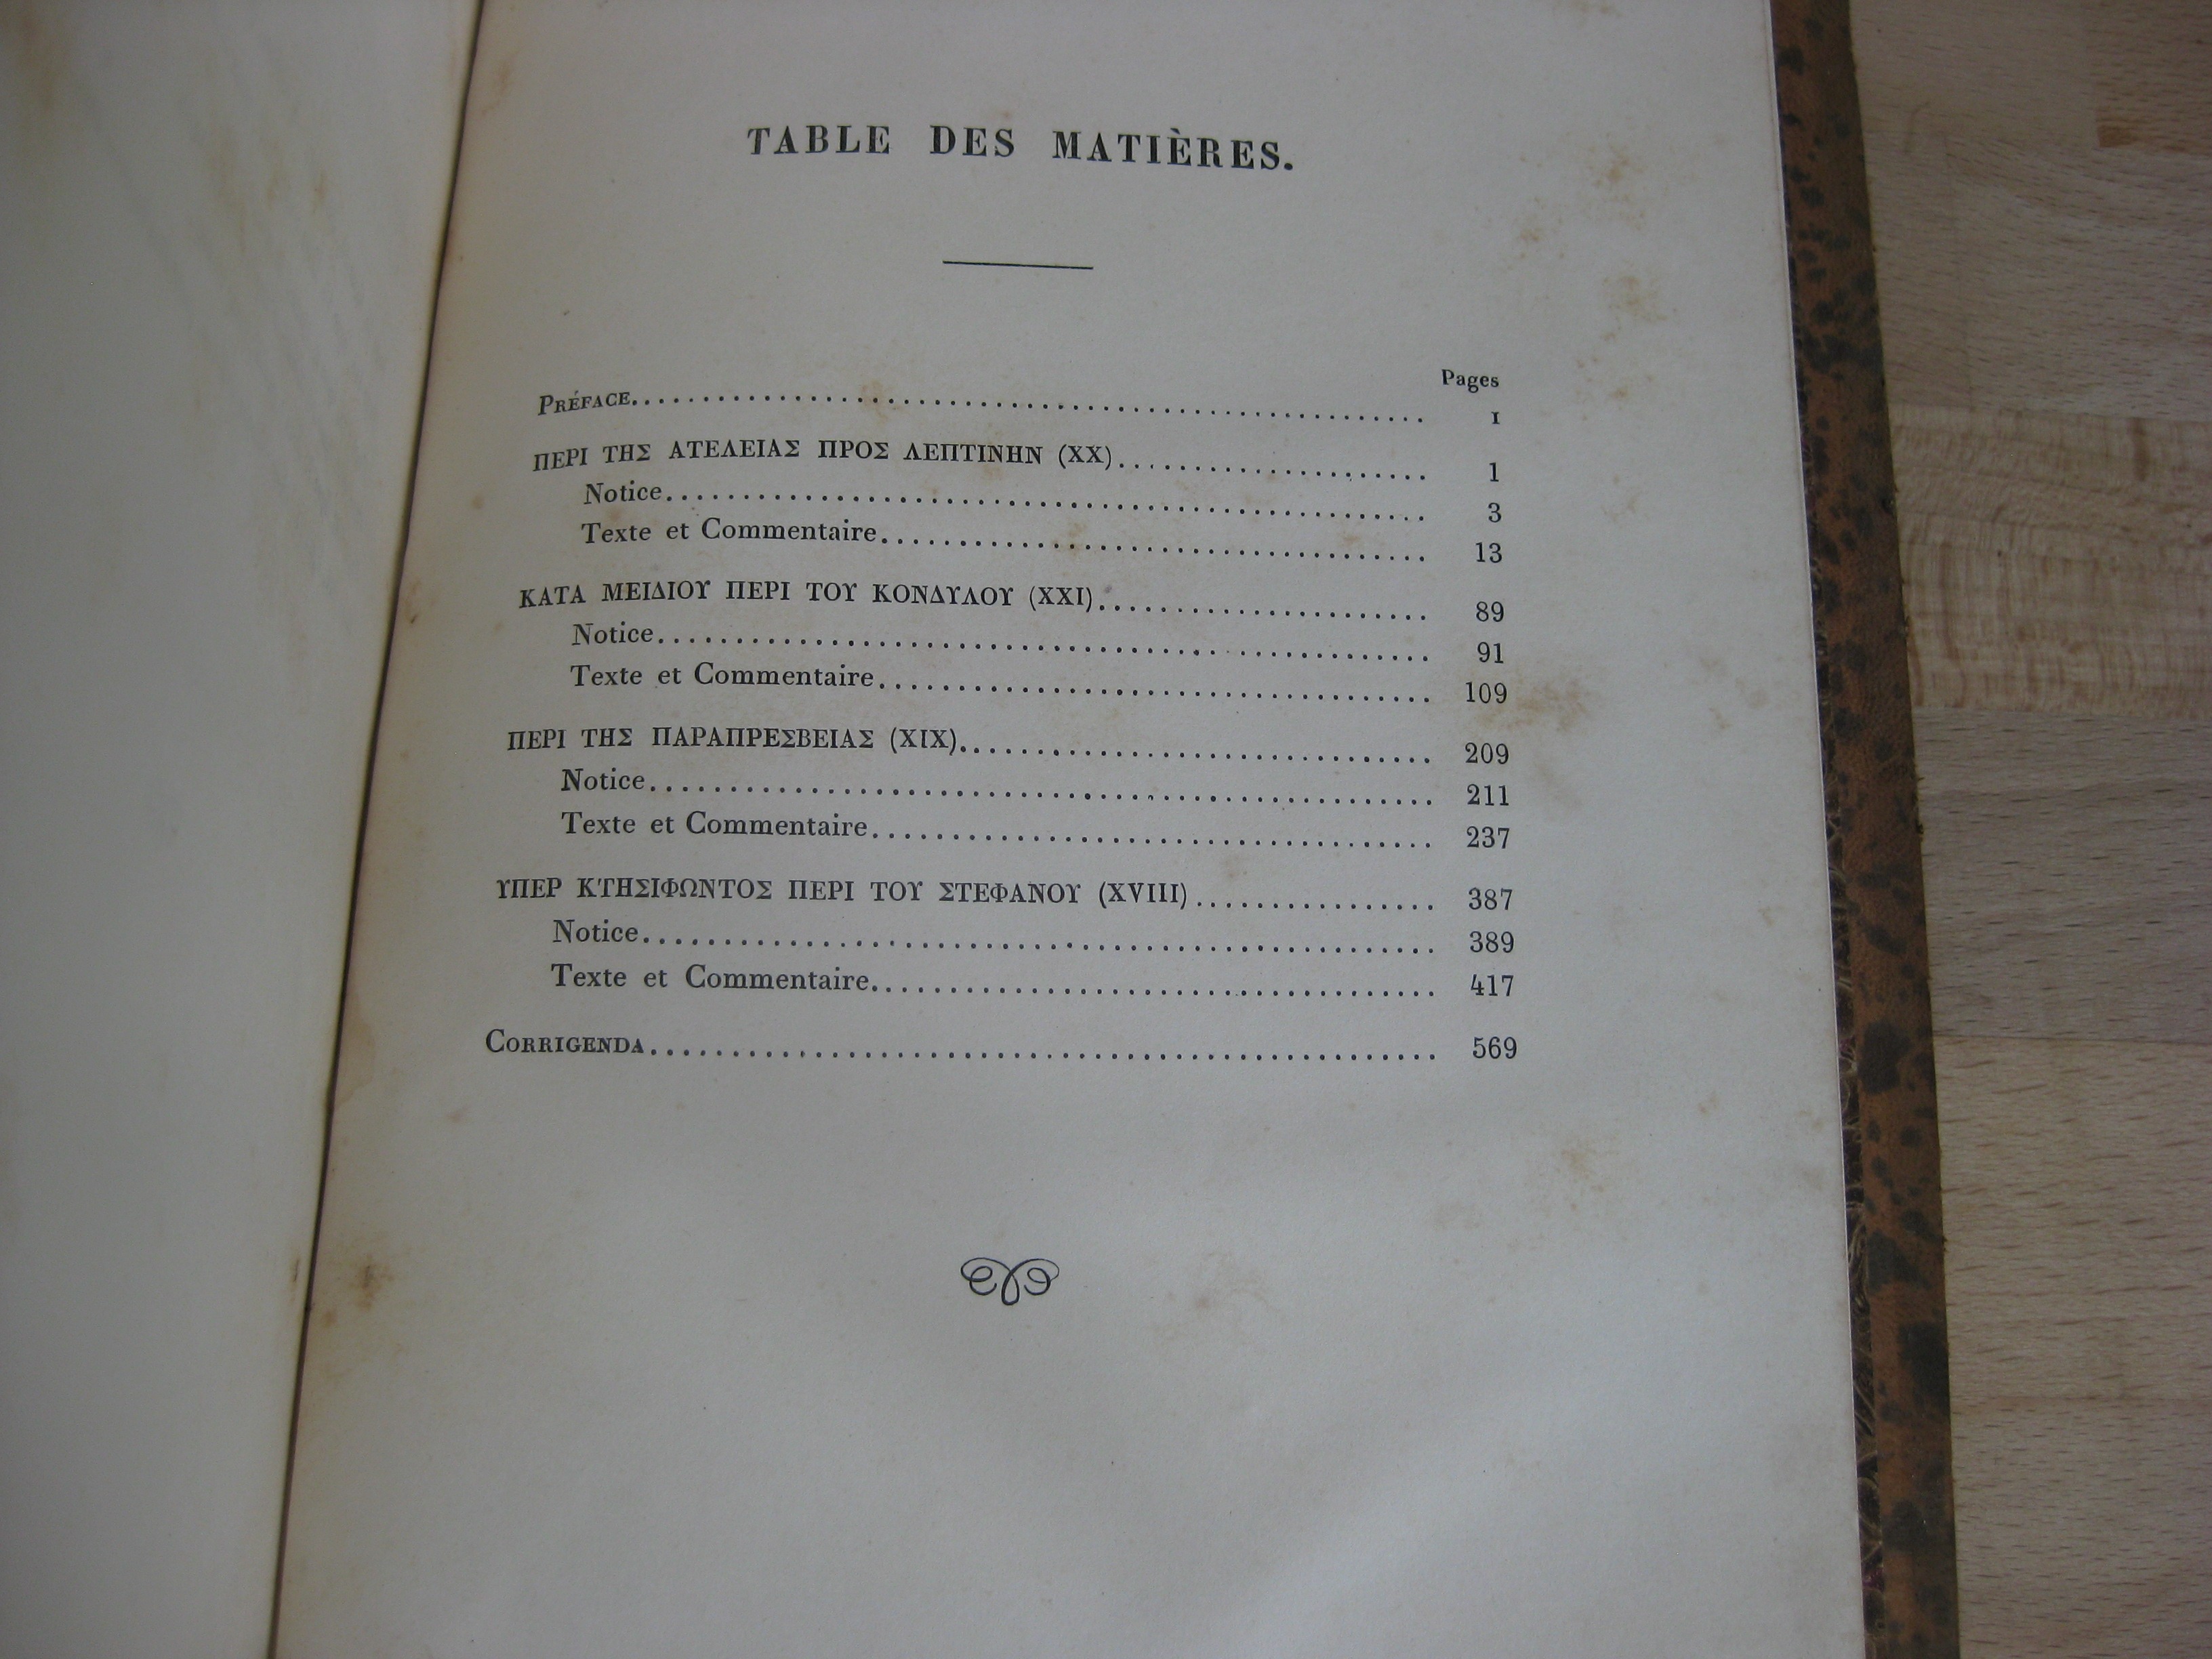 TABLE DES MATIÈRES.
Pages
PRÉFACE. I
ΠΕΡΙ ΤΗΣ ΑΤΕΛΕΙΑΣ ΠΡΟΣ ΛΕΠΤΙΝΗΝ (XX). 1
Notice. 3
Texte et Commentaire. 13
ΚΑΤΑ ΜΕΙΔΙΟΥ ΠΕΡΙ ΤΟΥ ΚΟΝΔΥΛΟΥ (XXI). 89
Notice. 91
Texte et Commentaire. 109
ΠΕΡΙ ΤΗΣ ΠΑΡΑΠΡΕΣΒΕΙΑΣ (XIX). 209
Notice. 211
Texte et Commentaire. 237
ΥΠΕΡ ΚΤΗΣΙΦΩΝΤΟΣ ΠΕΡΙ ΤΟΥ ΣΤΕΦΑΝΟΥ (XVIII). 387
Notice. 389
Texte et Commentaire. 417
CORRIGENDA. 569